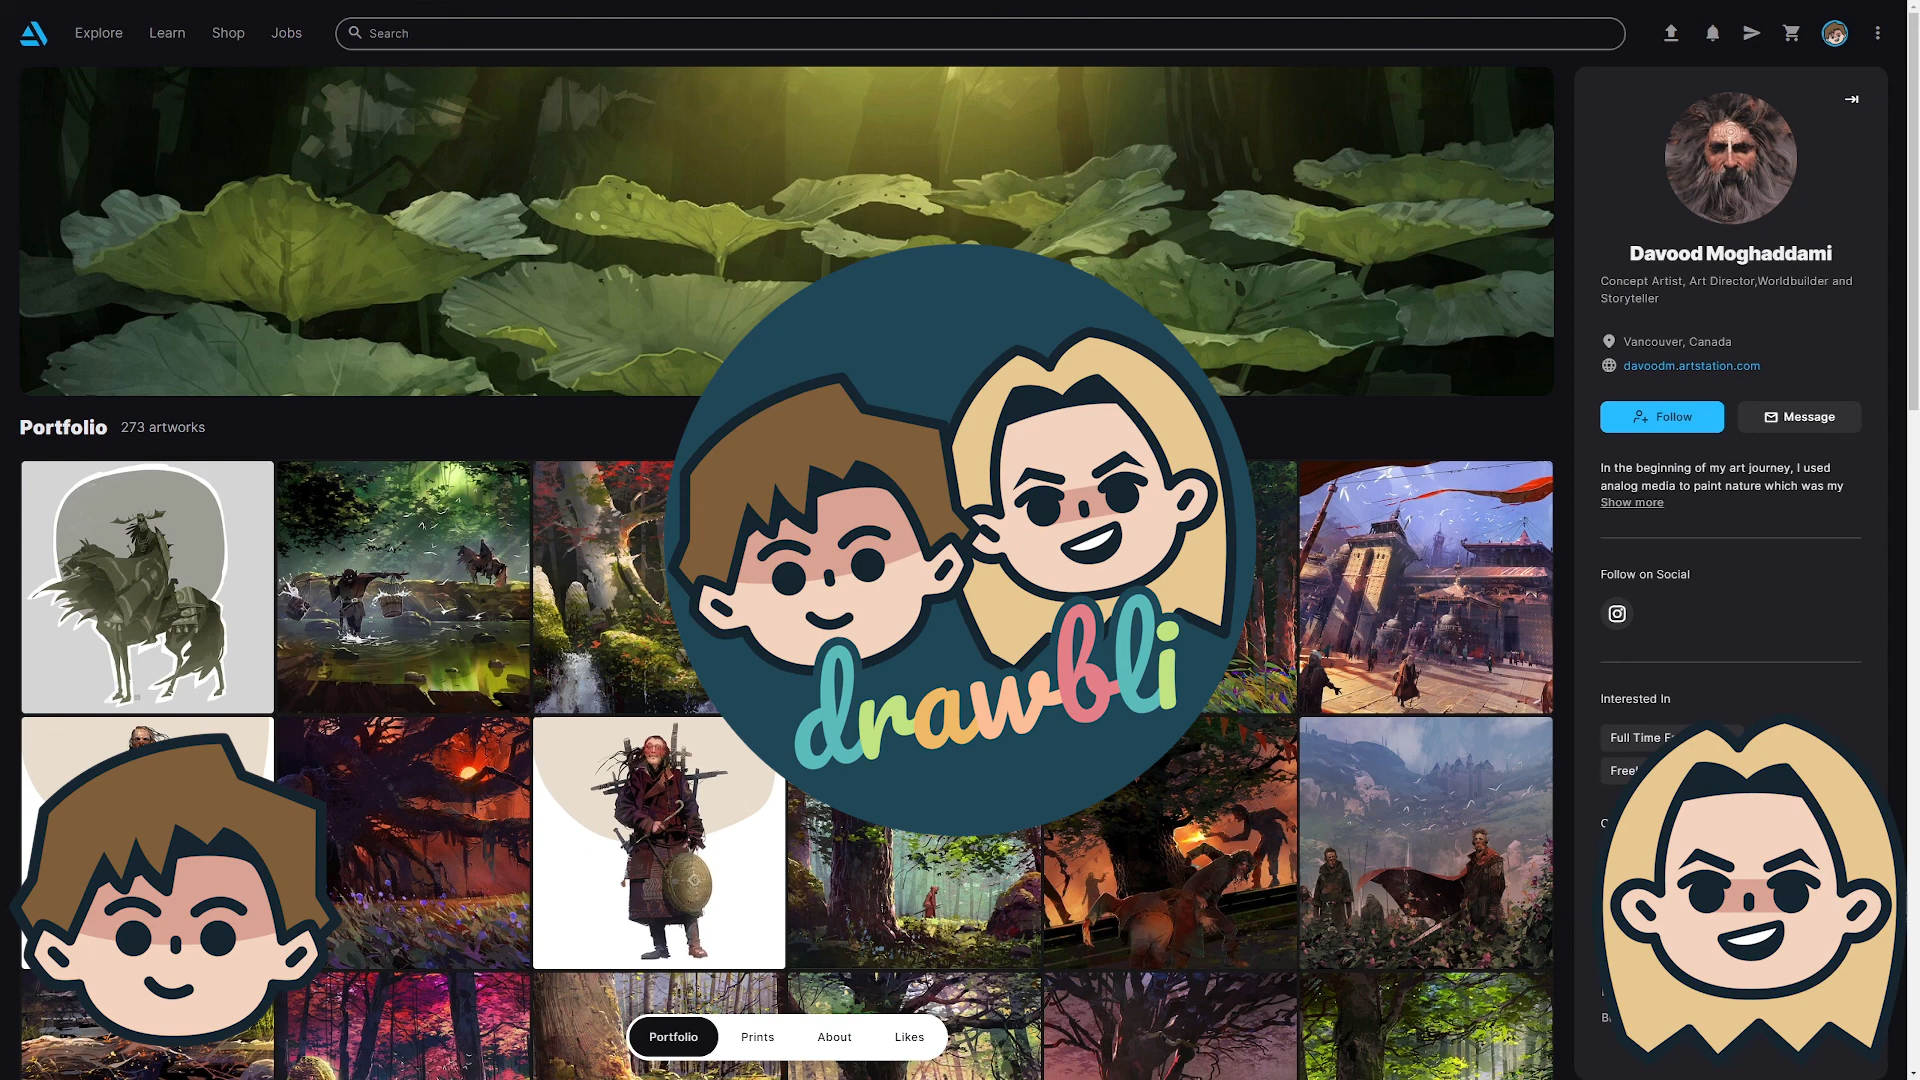 Explore
Learn
Shop
Jobs
Search
Davood Moghaddami
Concept Artist, Art Director,Worldbuilder and
Storyteller
Vancouver, Canada
davoodm.artstation.com
Follow
Message
In the beginning of my art journey, I used
analog media to paint nature which was my
Show more
Follow on Social
Interested In
Full Time
Portfolio 273 artworks
drawbli
Portfolio
Prints
About
Likes